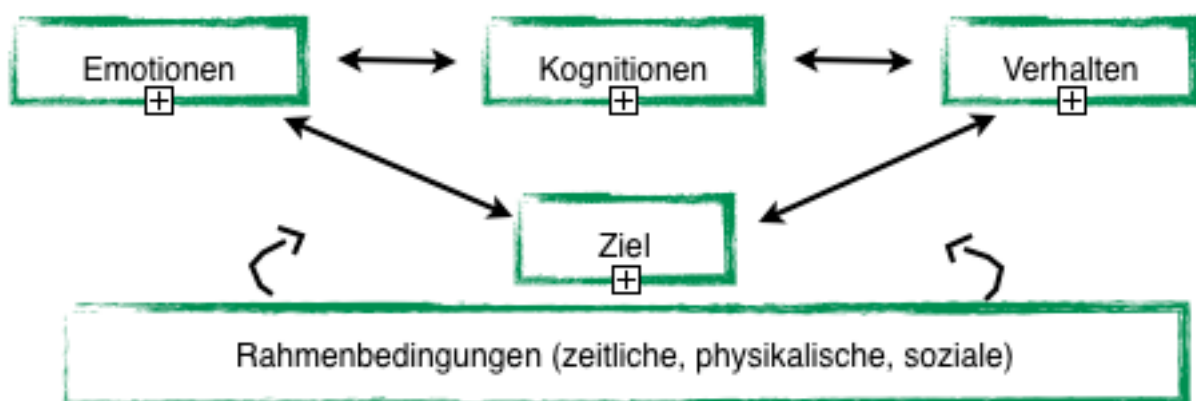 Emotionen
Kognitionen
Verhalten
Ziel
Rahmenbedingungen (zeitliche, physikalische, soziale)